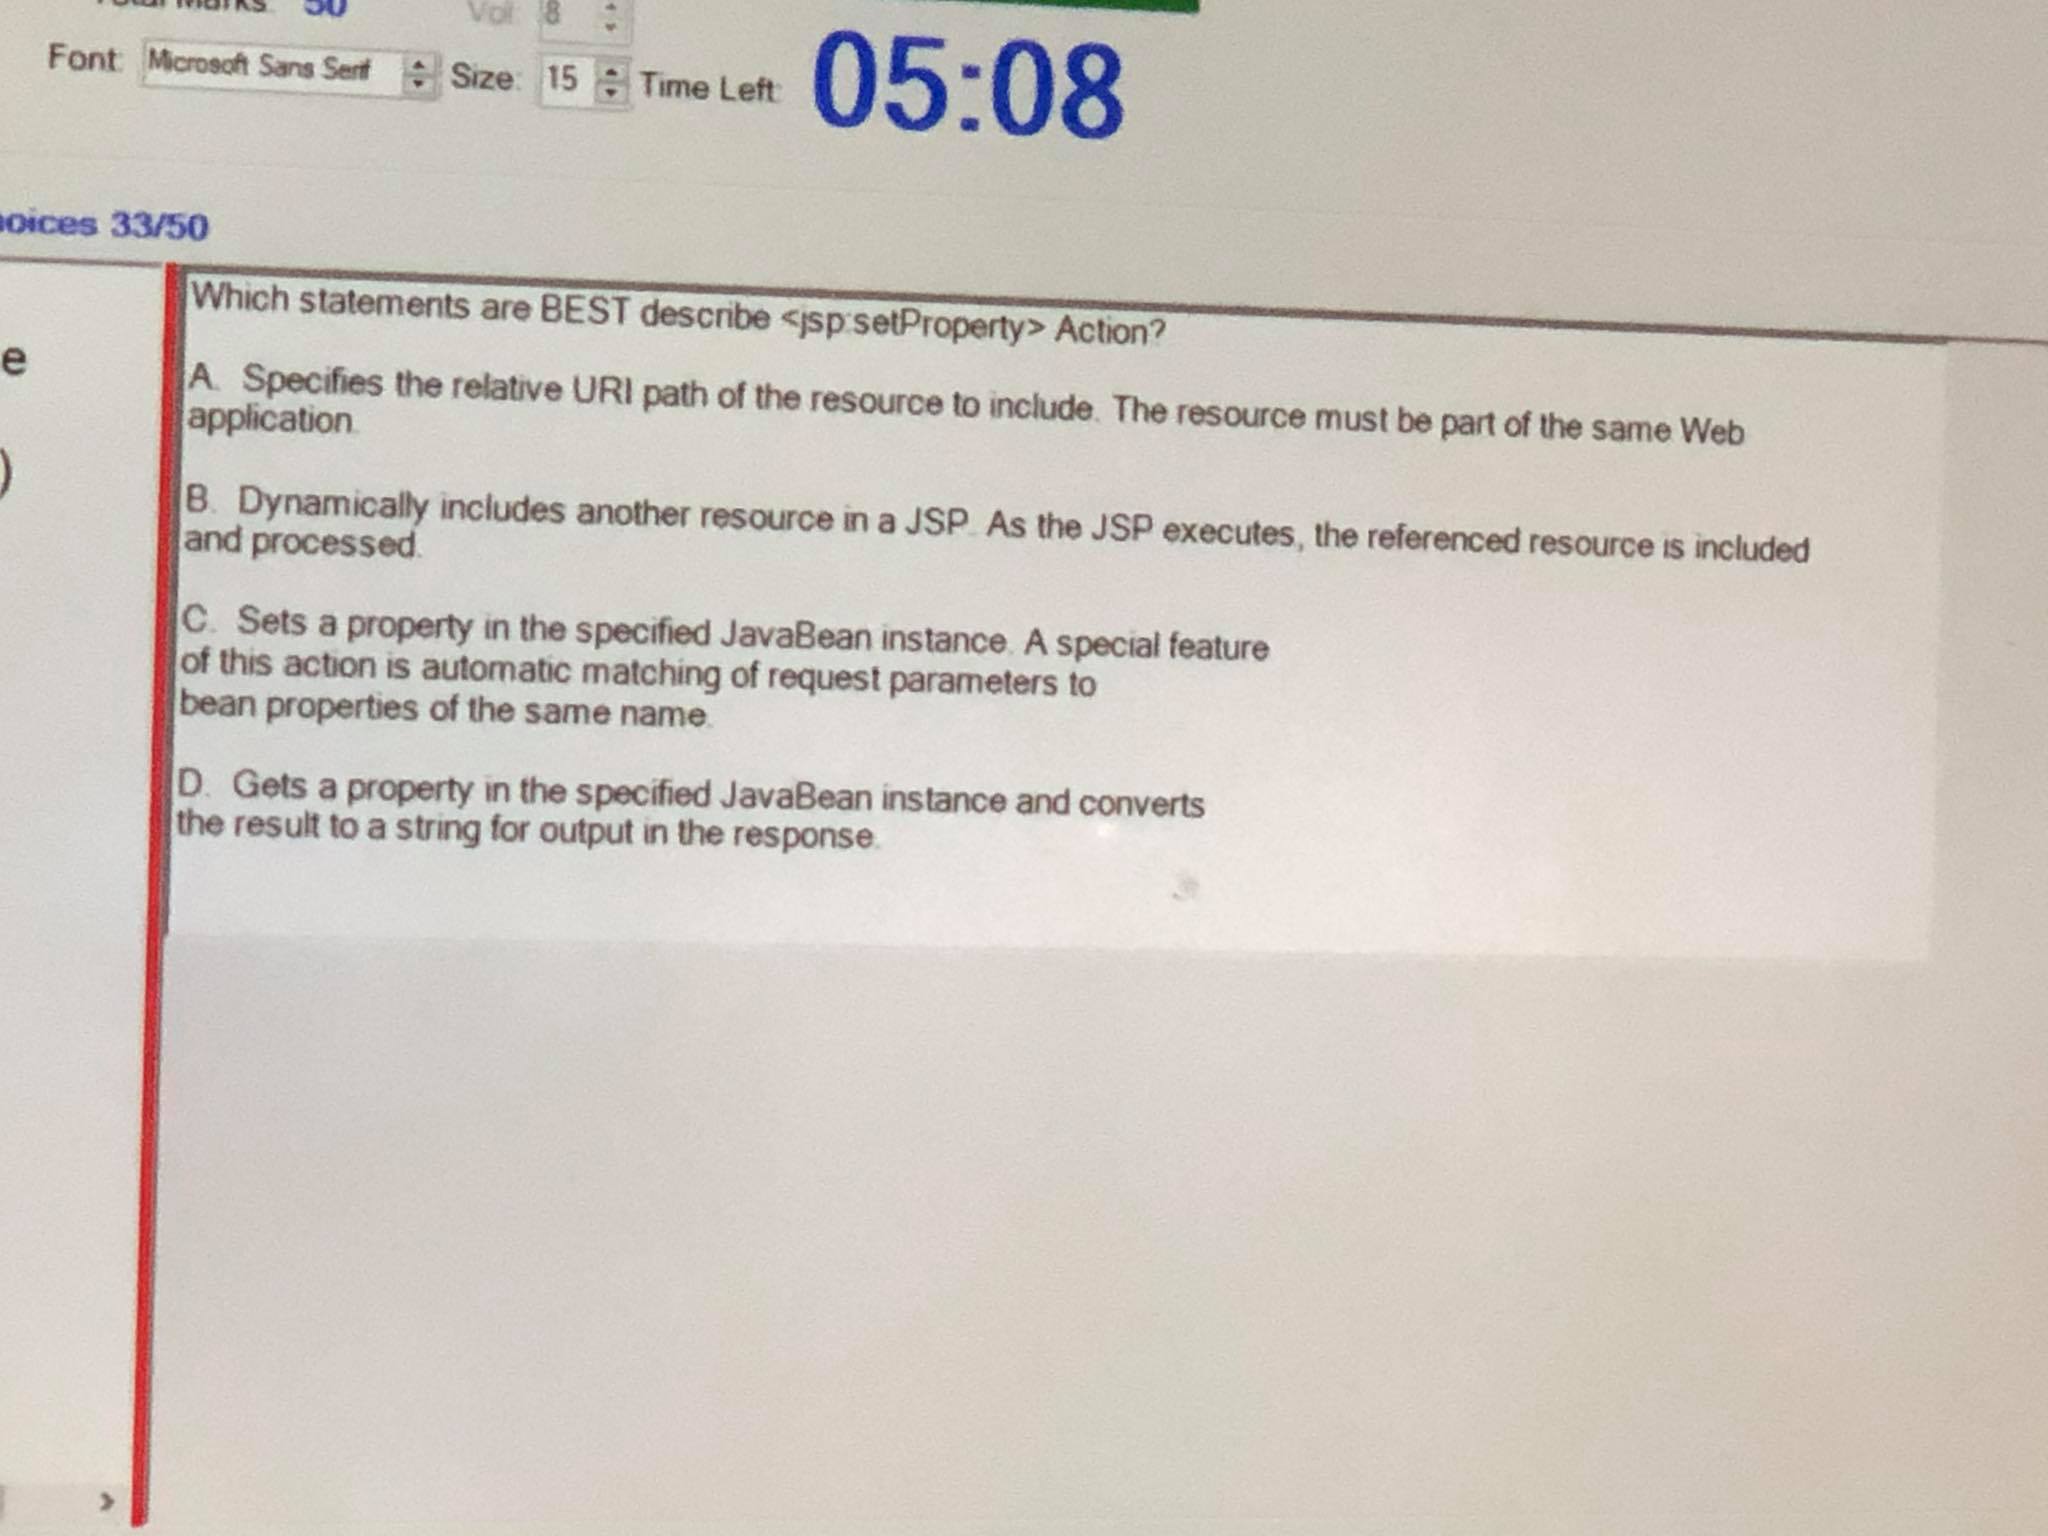 Total Marks 50
Vol: 8
Font: Microsoft Sans Serif Size: 15 Time Left: 05:08
oices 33/50
e
)
Which statements are BEST describe <jsp:setProperty> Action?
A. Specifies the relative URI path of the resource to include. The resource must be part of the same Web
application.
B. Dynamically includes another resource in a JSP. As the JSP executes, the referenced resource is included
and processed.
C. Sets a property in the specified JavaBean instance. A special feature
of this action is automatic matching of request parameters to
bean properties of the same name.
D. Gets a property in the specified JavaBean instance and converts
the result to a string for output in the response.